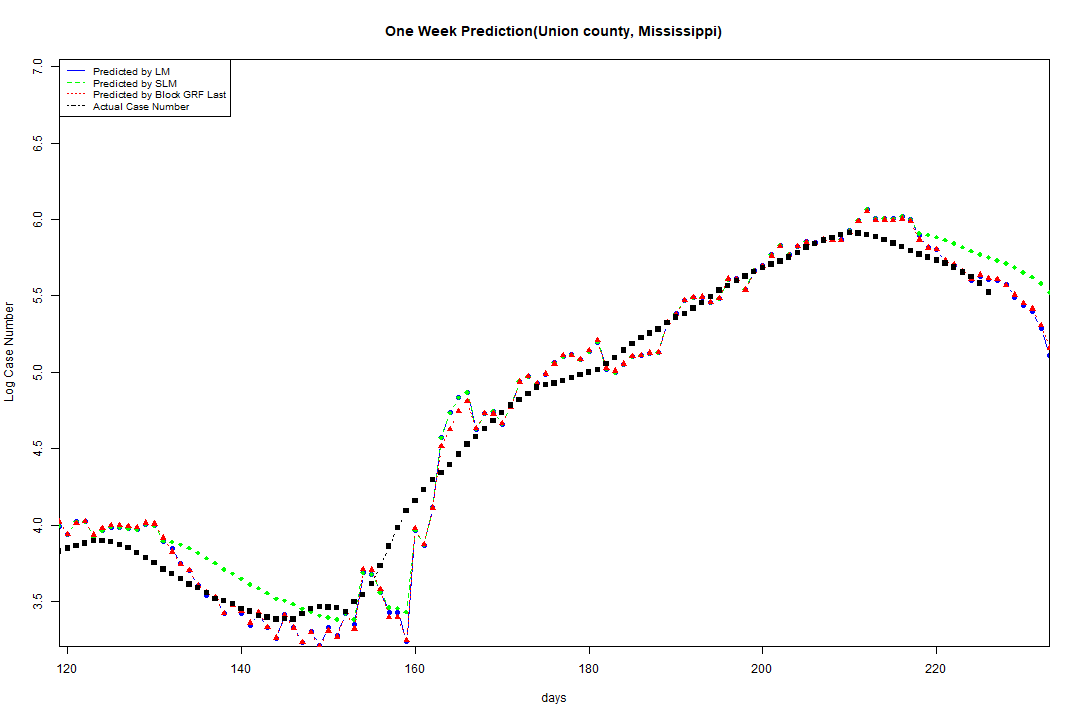 One Week Prediction(Union county, Mississippi)
Predicted by LM
Predicted by SLM
Predicted by Block GRF Last
Actual Case Number
7.0
6.5
6.0
5.5
5.0
4.5
4.0
3.5
Log Case Number
120 140 160 180 200 220
days